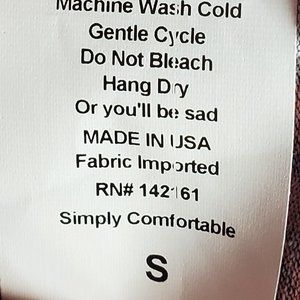 Machine Wash Cold
Gentle Cycle
Do Not Bleach
Hang Dry
Or you'll be sad
MADE IN USA
Fabric Imported
RN# 142161
Simply Comfortable
S